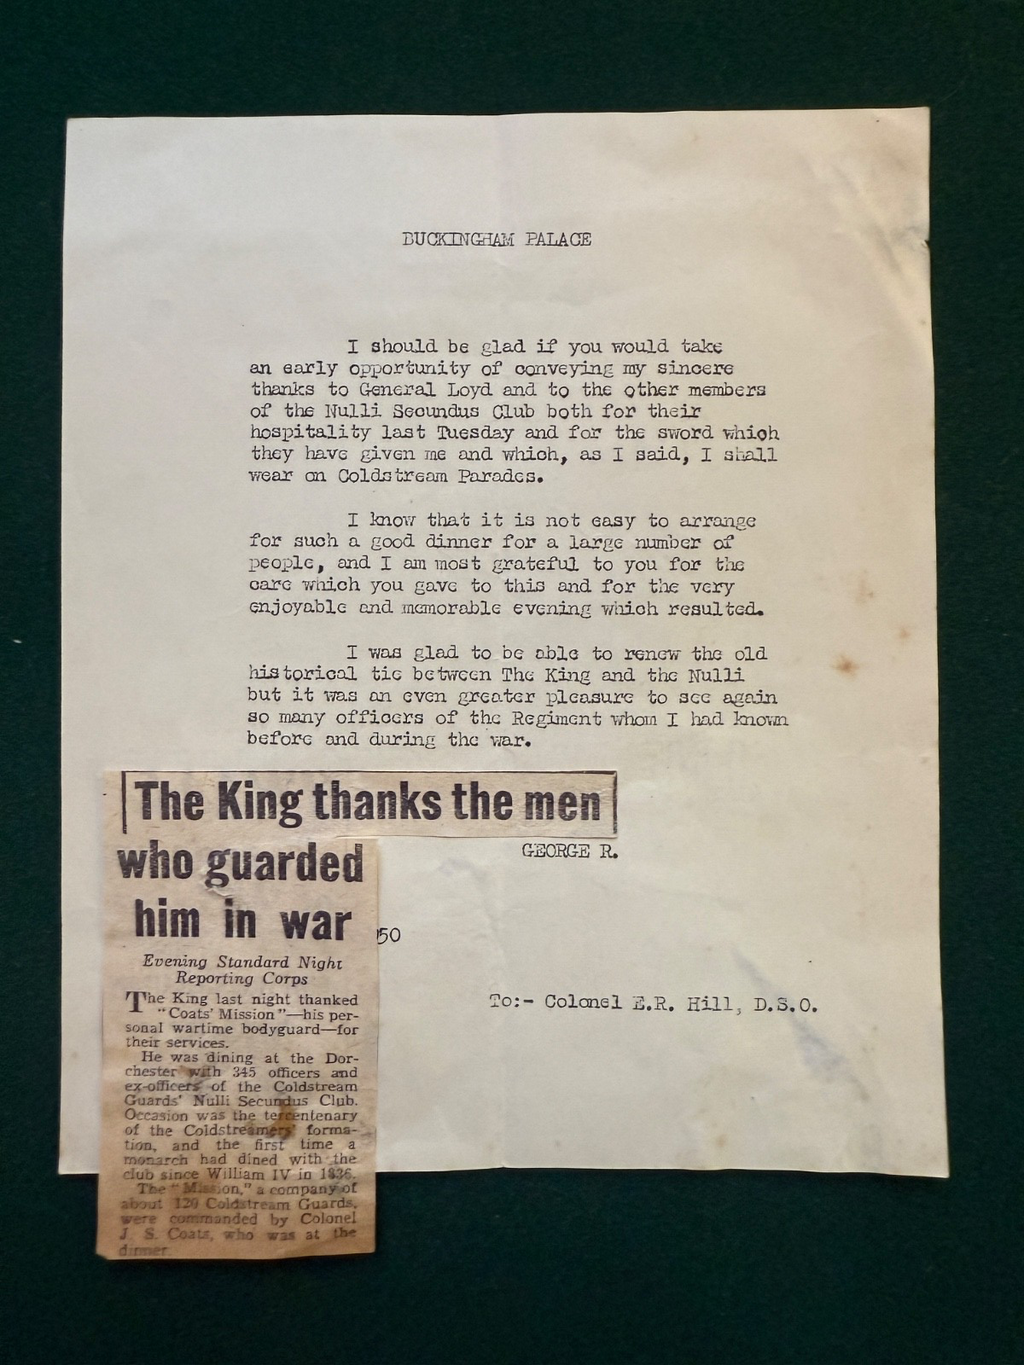 BUCKINGHAM PALACE
I should be glad if you would take
an early opportunity of conveying my sincere
thanks to General Loyd and to the other members
of the Nulli Secundus Club both for their
hospitality last Tuesday and for the sword which
they have given me and which, as I said, I shall
wear on Coldstream Parades.
I know that it is not easy to arrange
for such a good dinner for a large number of
people, and I am most grateful to you for the
care which you gave to this and for the very
enjoyable and memorable evening which resulted.
I was glad to be able to renew the old
historical tie between The King and the Nulli
but it was an even greater pleasure to see again
so many officers of the Regiment whom I had known
before and during the war.
GEORGE R.
50
To:- Colonel E.R. Hill, D.S.O.
The King thanks the men
who guarded
him in war
Evening Standard Night
Reporting Corps
The King last night thanked
"Coats' Mission"—his per-
sonal wartime bodyguard—for
their services.
He was dining at the Dor-
chester with 345 officers and
ex-officers of the Coldstream
Guards' Nulli Secundus Club.
Occasion was the tercentenary
of the Coldstreamers' forma-
tion, and the first time a
monarch had dined with the
club since William IV in 1836.
The "Mission," a company of
about 120 Coldstream Guards,
were commanded by Colonel
J. S. Coats, who was at the
dinner.